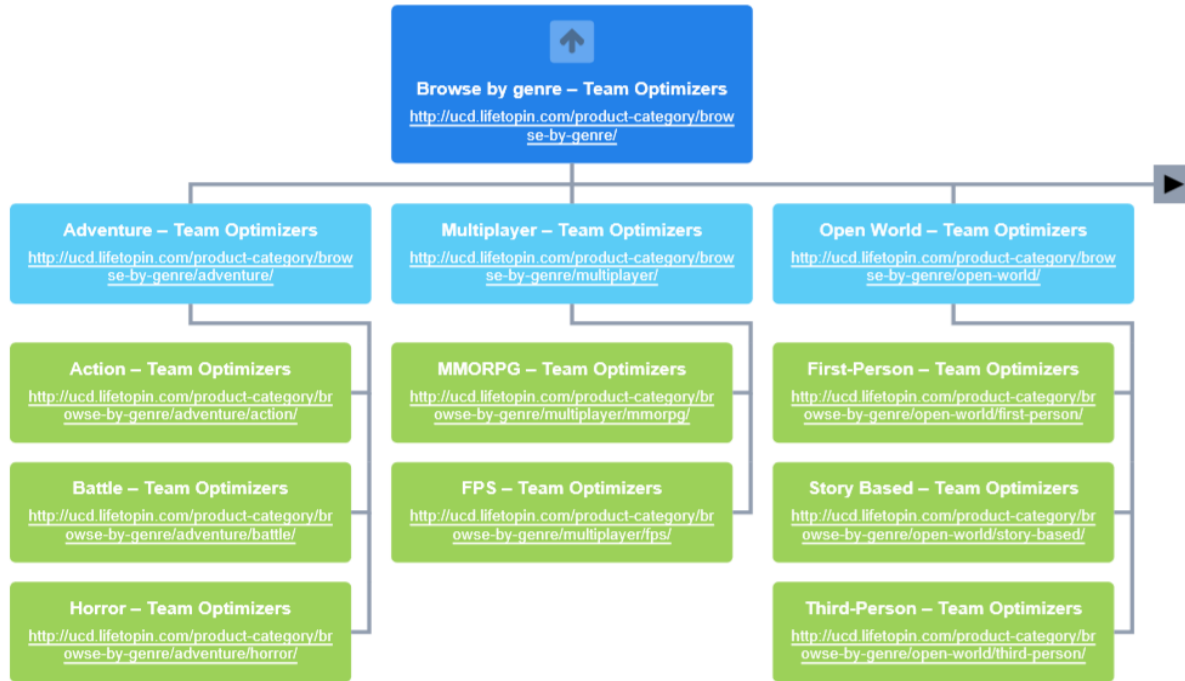 Browse by genre – Team Optimizers
http://ucd.lifetopin.com/product-category/brow
se-by-genre/
Adventure – Team Optimizers
http://ucd.lifetopin.com/product-category/brow
se-by-genre/adventure/
Multiplayer – Team Optimizers
http://ucd.lifetopin.com/product-category/brow
se-by-genre/multiplayer/
Open World – Team Optimizers
http://ucd.lifetopin.com/product-category/brow
se-by-genre/open-world/
Action – Team Optimizers
http://ucd.lifetopin.com/product-category/br
owse-by-genre/adventure/action/
Battle – Team Optimizers
http://ucd.lifetopin.com/product-category/br
owse-by-genre/adventure/battle/
Horror – Team Optimizers
http://ucd.lifetopin.com/product-category/br
owse-by-genre/adventure/horror/
MMORPG – Team Optimizers
http://ucd.lifetopin.com/product-category/br
owse-by-genre/multiplayer/mmorpg/
FPS – Team Optimizers
http://ucd.lifetopin.com/product-category/br
owse-by-genre/multiplayer/fps/
First-Person – Team Optimizers
http://ucd.lifetopin.com/product-category/br
owse-by-genre/open-world/first-person/
Story Based – Team Optimizers
http://ucd.lifetopin.com/product-category/br
owse-by-genre/open-world/story-based/
Third-Person – Team Optimizers
http://ucd.lifetopin.com/product-category/br
owse-by-genre/open-world/third-person/